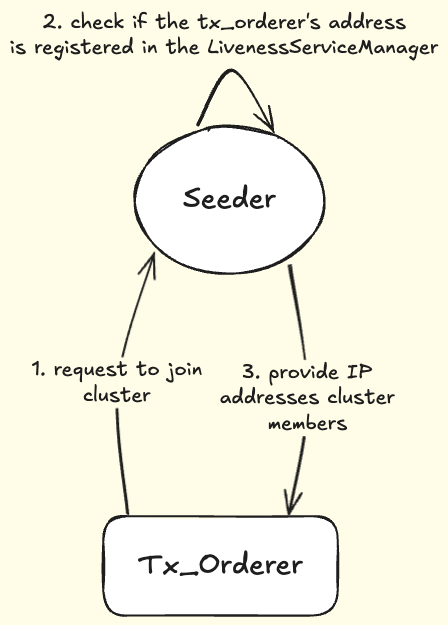 2. check if the tx_orderer's address
is registered in the LivenessServiceManager
Seeder
1. request to join
cluster
3. provide IP
addresses cluster
members
Tx_Orderer